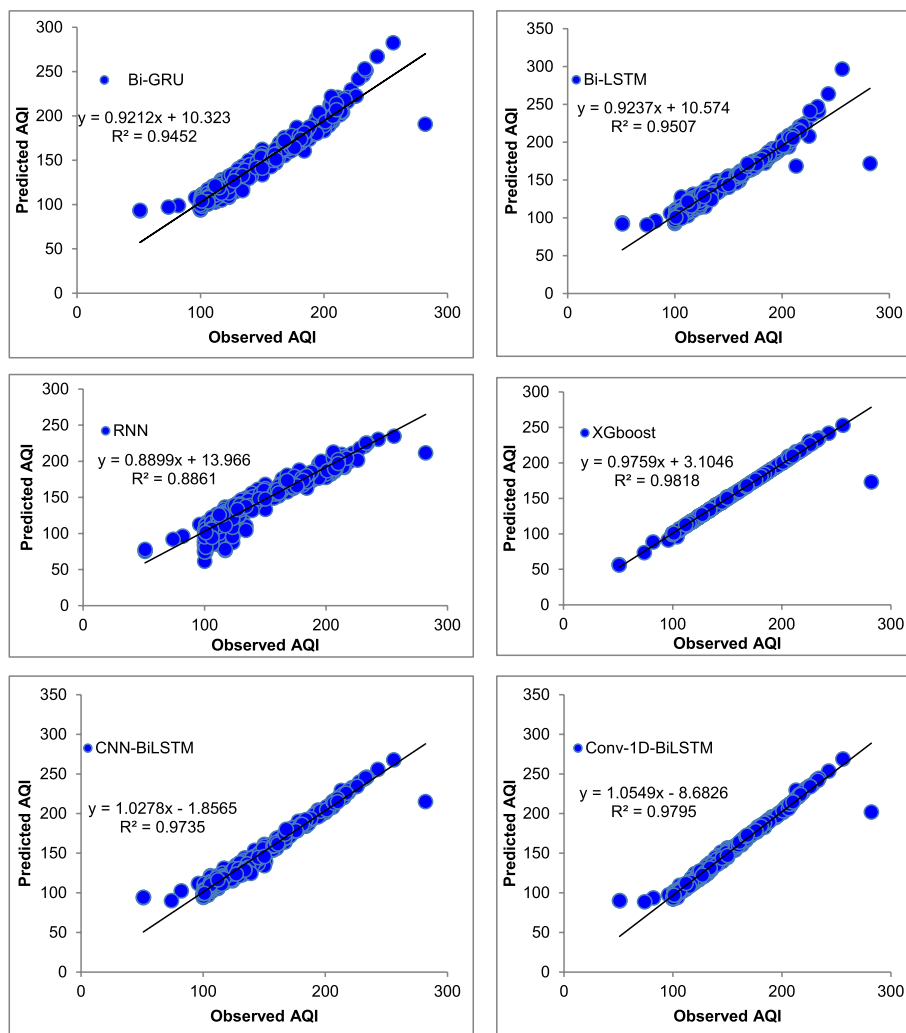 300
250
200
150
100
50
0
Predicted AQI
Bi-GRU
y = 0.9212x + 10.323
R² = 0.9452
0 100 200 300
Observed AQI
350
300
250
200
150
100
50
0
Predicted AQI
Bi-LSTM
y = 0.9237x + 10.574
R² = 0.9507
0 100 200 300
Observed AQI
300
250
200
150
100
50
0
Predicted AQI
RNN
y = 0.8899x + 13.966
R² = 0.8861
0 100 200 300
Observed AQI
300
250
200
150
100
50
0
Predicted AQI
XGboost
y = 0.9759x + 3.1046
R² = 0.9818
0 100 200 300
Observed AQI
350
300
250
200
150
100
50
0
Predicted AQI
CNN-BiLSTM
y = 1.0278x - 1.8565
R² = 0.9735
0 100 200 300
Observed AQI
350
300
250
200
150
100
50
0
Predicted AQI
Conv-1D-BiLSTM
y = 1.0549x - 8.6826
R² = 0.9795
0 100 200 300
Observed AQI